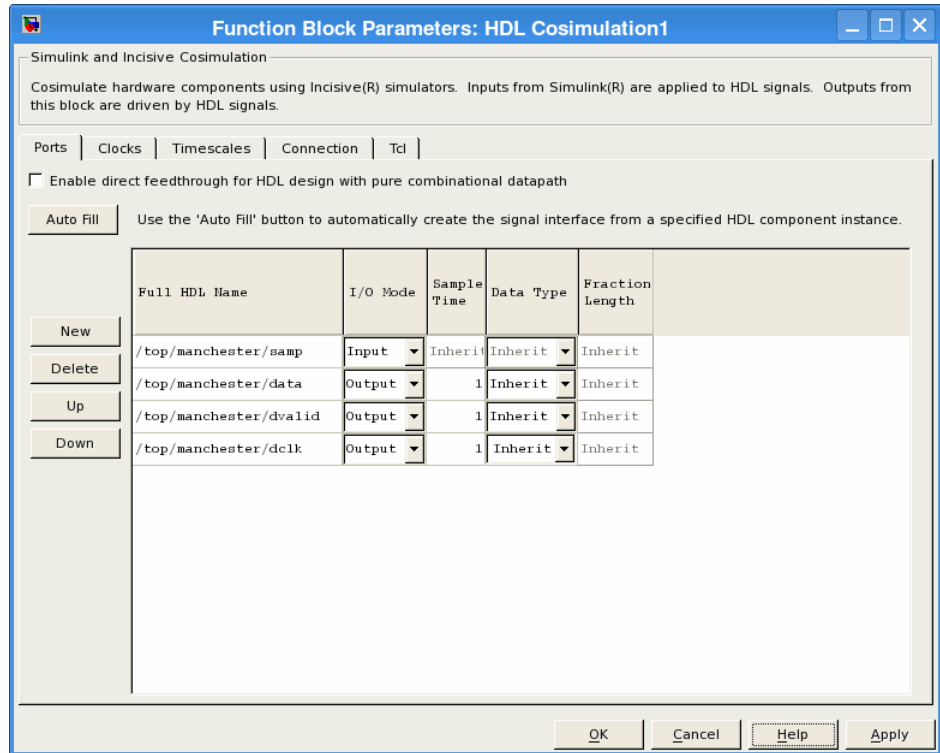 Function Block Parameters: HDL Cosimulation1
Simulink and Incisive Cosimulation
Cosimulate hardware components using Incisive(R) simulators. Inputs from Simulink(R) are applied to HDL signals. Outputs from
this block are driven by HDL signals.
Ports Clocks Timescales Connection Tcl
Enable direct feedthrough for HDL design with pure combinational datapath
Auto Fill Use the 'Auto Fill' button to automatically create the signal interface from a specified HDL component instance.
Full HDL Name I/O Mode Sample Time Data Type Fraction Length
/top/manchester/samp Input Inherit Inherit Inherit
/top/manchester/data Output 1 Inherit Inherit
/top/manchester/dvalid Output 1 Inherit Inherit
/top/manchester/dclk Output 1 Inherit Inherit
New
Delete
Up
Down
OK Cancel Help Apply